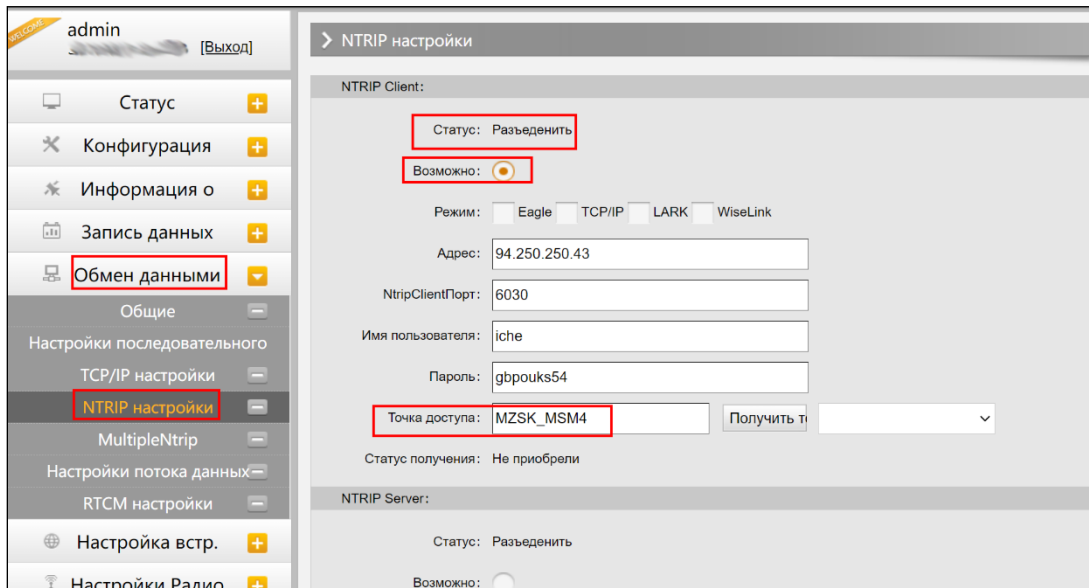 WELCOME
admin
[Выход]
Статус
Конфигурация
Информация о
Запись данных
Обмен данными
Общие
Настройки последовательного
TCP/IP настройки
NTRIP настройки
MultipleNtrip
Настройки потока данных
RTCM настройки
Настройка встр.
Настройки Радио
NTRIP настройки
NTRIP Client:
Статус: Разъеденить
Возможно:
Режим: Eagle TCP/IP LARK WiseLink
Адрес: 94.250.250.43
NtripClientПорт: 6030
Имя пользователя: iche
Пароль: gbpouks54
Точка доступа: MZSK_MSM4 Получить
Статус получения: Не приобрели
NTRIP Server:
Статус: Разъеденить
Возможно: